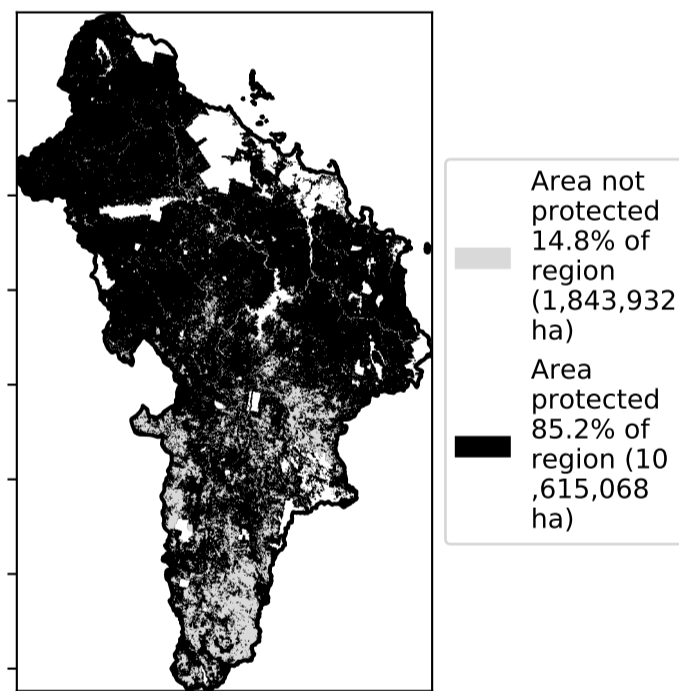 Area not
protected
14.8% of
region
(1,843,932
ha)
Area
protected
85.2% of
region (10
,615,068
ha)